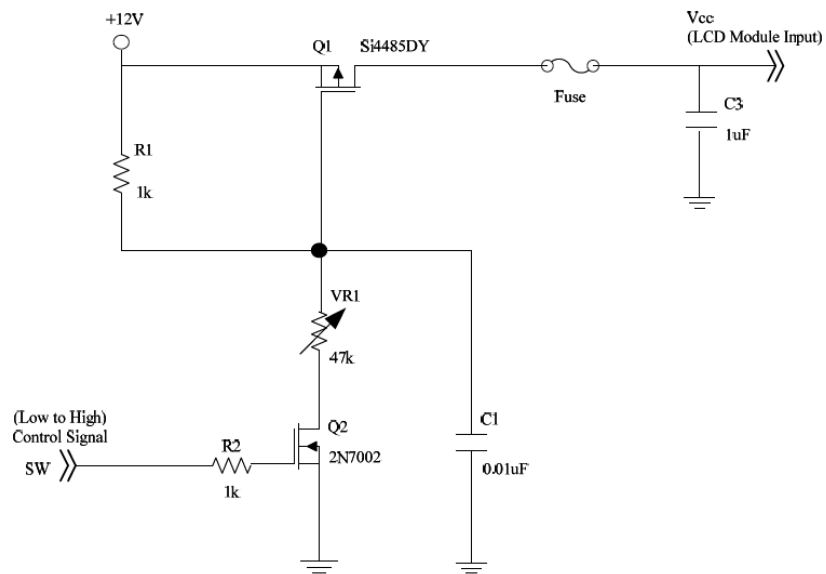 +12V
Q1
Si4485DY
Vcc
(LCD Module Input)
Fuse
C3
1uF
R1
1k
VR1
47k
(Low to High)
Control Signal
SW
R2
1k
Q2
2N7002
C1
0.01uF